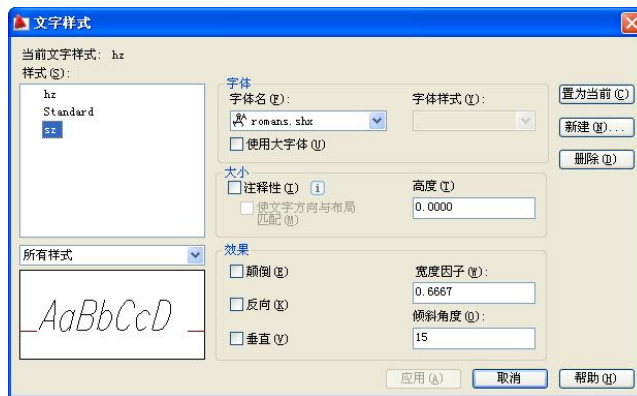 文字样式
当前文字样式: hz
样式(S):
hz
Standard
sz
所有样式
AaBbCcD
字体
字体名(F):
字体样式(Y):
romans.shx
使用大字体(U)
大小
注释性(I)
高度(T)
使文字方向与布局
匹配(M)
0.0000
效果
颠倒(E)
宽度因子(W):
0.6667
反向(K)
倾斜角度(O):
垂直(V)
15
置为当前(C)
新建(N)...
删除(D)
应用(A)
取消
帮助(H)